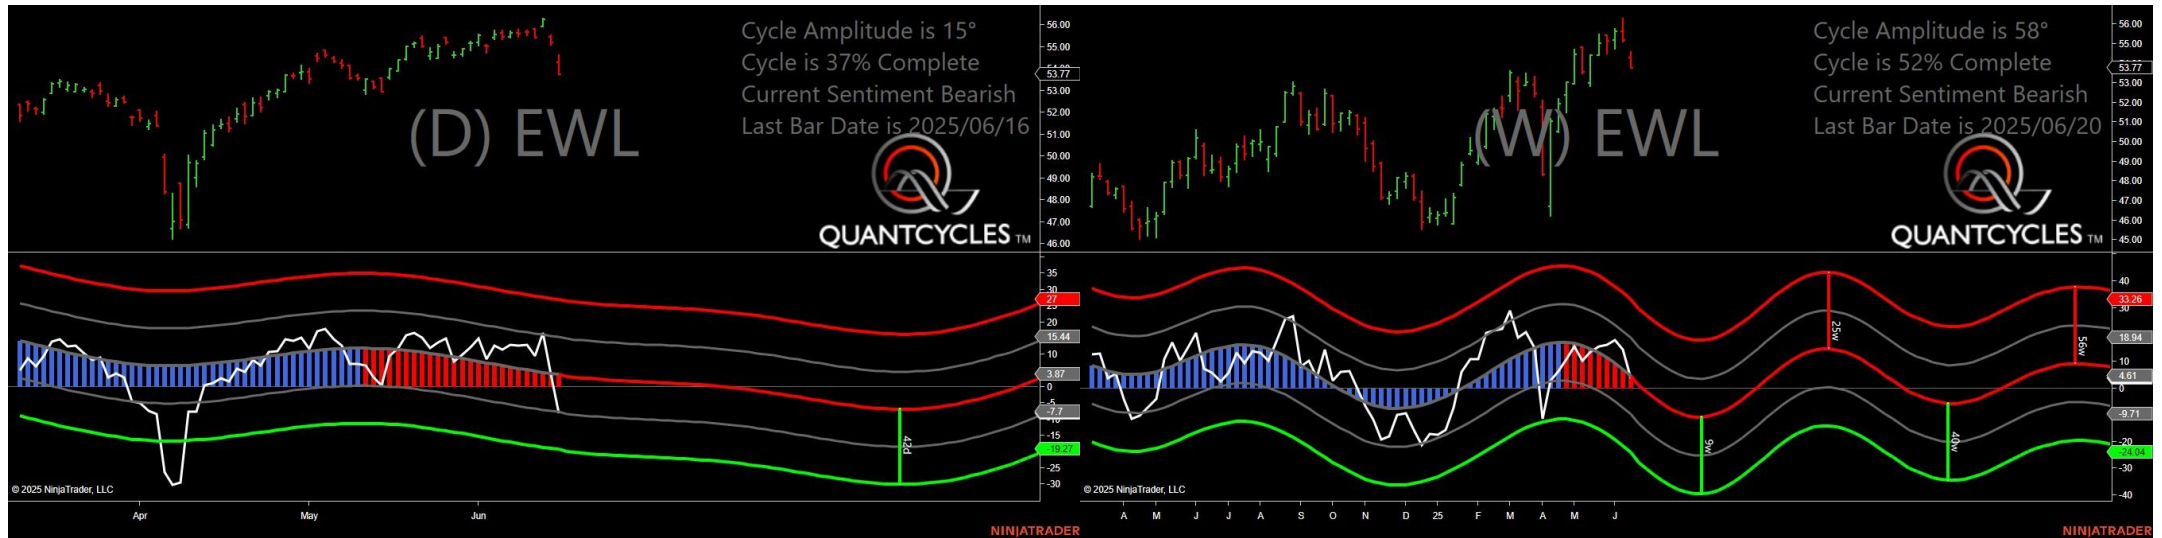 Cycle Amplitude is 15°
Cycle is 37% Complete
Current Sentiment Bearish
Last Bar Date is 2025/06/16
(D) EWL
QUANTCYCLES TM
56.00
55.00
53.77
53.00
52.00
51.00
50.00
49.00
48.00
47.00
46.00
35
30
27
20
15.44
10
3.87
0
-5
-7.7
-15
-19.27
-25
-30
42d
© 2025 NinjaTrader, LLC
Apr
May
Jun
NINJATRADER
Cycle Amplitude is 58°
Cycle is 52% Complete
Current Sentiment Bearish
Last Bar Date is 2025/06/20
(W) EWL
QUANTCYCLES TM
56.00
55.00
53.77
53.00
52.00
51.00
50.00
49.00
48.00
47.00
46.00
45.00
40
33.26
30
18.94
10
4.61
0
-9.71
-20
-24.04
-30
-40
9w
25w
40w
56w
© 2025 NinjaTrader, LLC
A
M
J
J
A
S
O
N
D
25
F
M
A
M
J
NINJATRADER